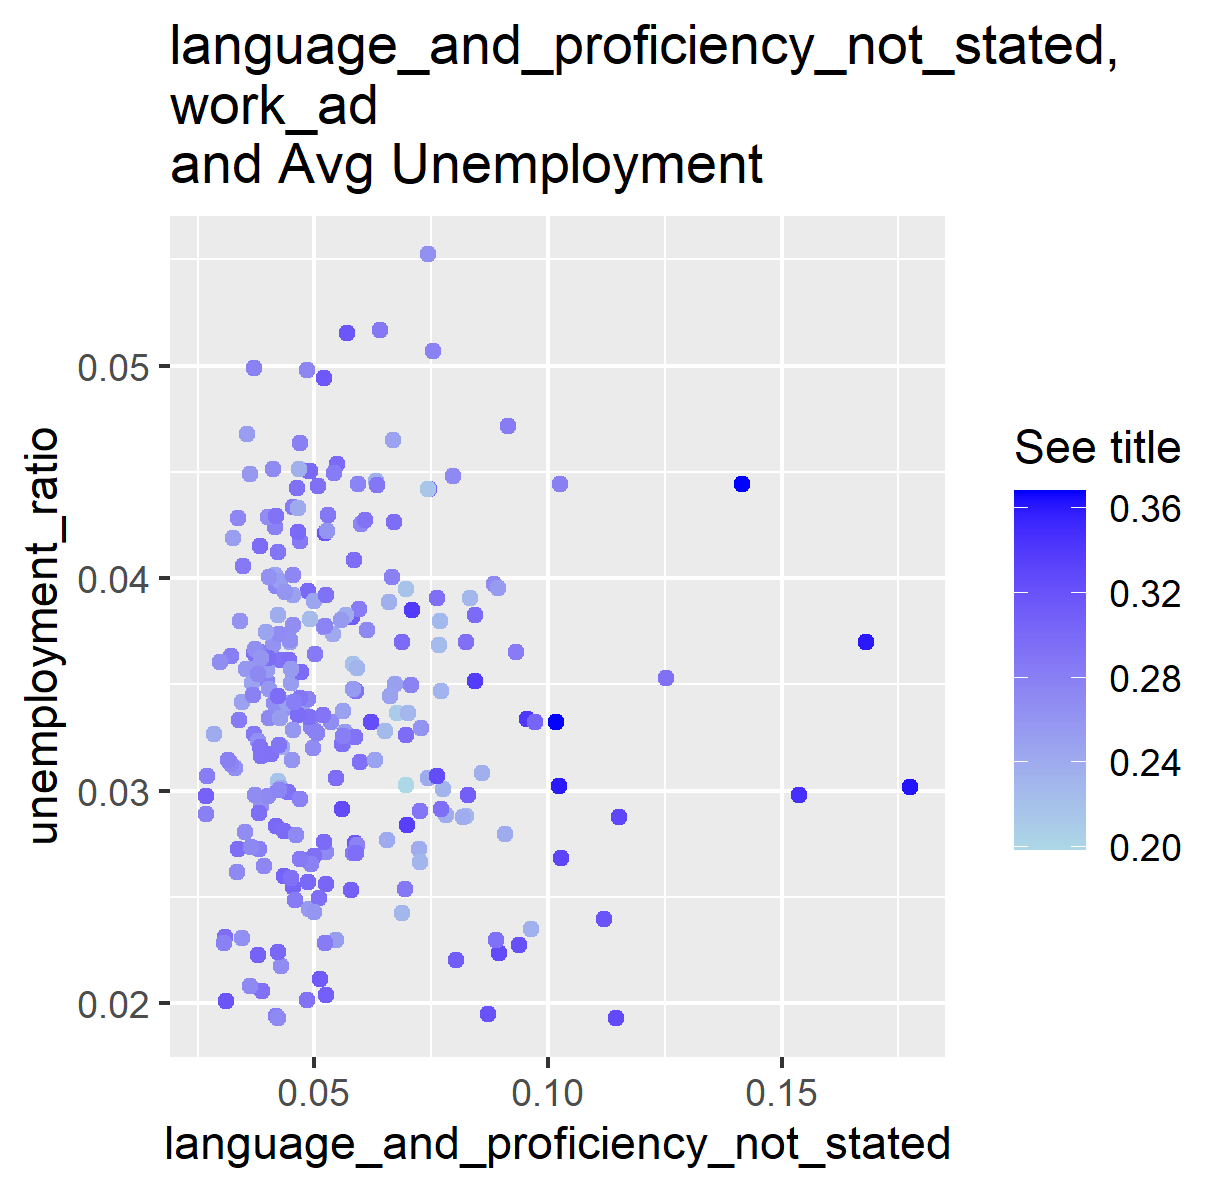 language_and_proficiency_not_stated,
work_ad
and Avg Unemployment
unemployment_ratio
0.05
0.04
0.03
0.02
0.05
0.10
0.15
language_and_proficiency_not_stated
See title
0.36
0.32
0.28
0.24
0.20